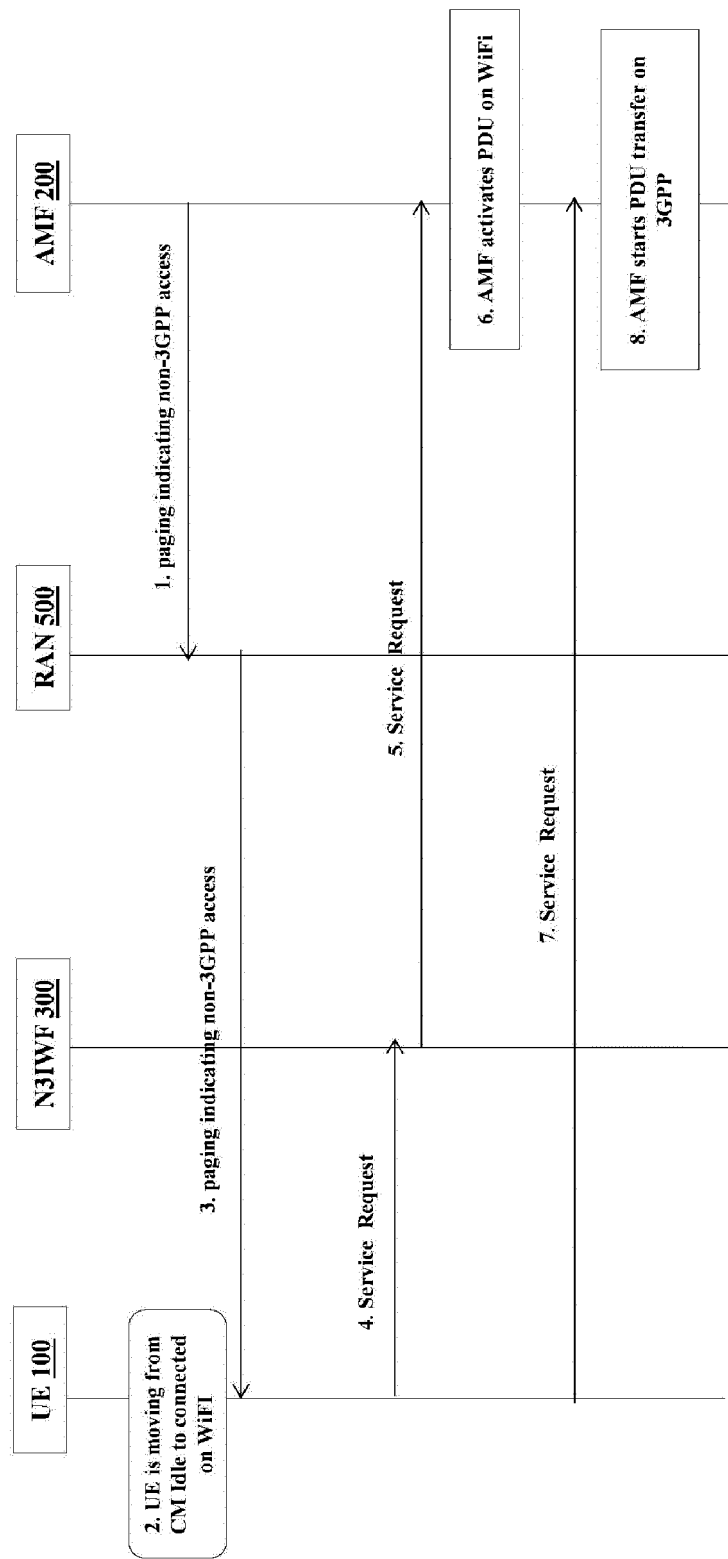 UE 100
N3IWF 300
RAN 500
AMF 200
1. paging indicating non-3GPP access
2. UE is moving from
CM Idle to connected
on WiFI
3. paging indicating non-3GPP access
4. Service Request
5. Service Request
6. AMF activates PDU on WiFi
7. Service Request
8. AMF starts PDU transfer on
3GPP